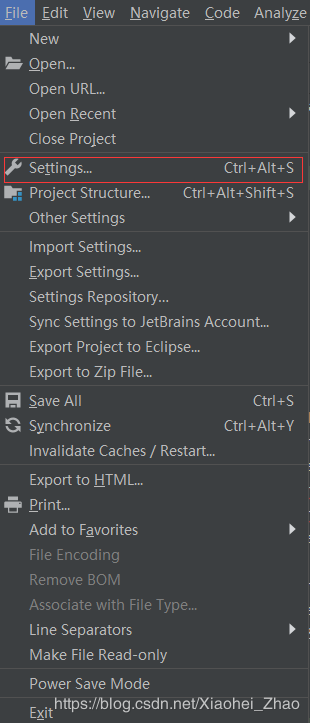 File Edit View Navigate Code Analyze
New
Open...
Open URL...
Open Recent
Close Project
Settings... Ctrl+Alt+S
Project Structure... Ctrl+Alt+Shift+S
Other Settings
Import Settings...
Export Settings...
Settings Repository...
Sync Settings to JetBrains Account...
Export Project to Eclipse...
Export to Zip File...
Save All Ctrl+S
Synchronize Ctrl+Alt+Y
Invalidate Caches / Restart...
Export to HTML...
Print...
Add to Favorites
File Encoding
Remove BOM
Associate with File Type...
Line Separators
Make File Read-only
Power Save Mode
https://blog.csdn.net/Xiaohei_Zhao
Exit